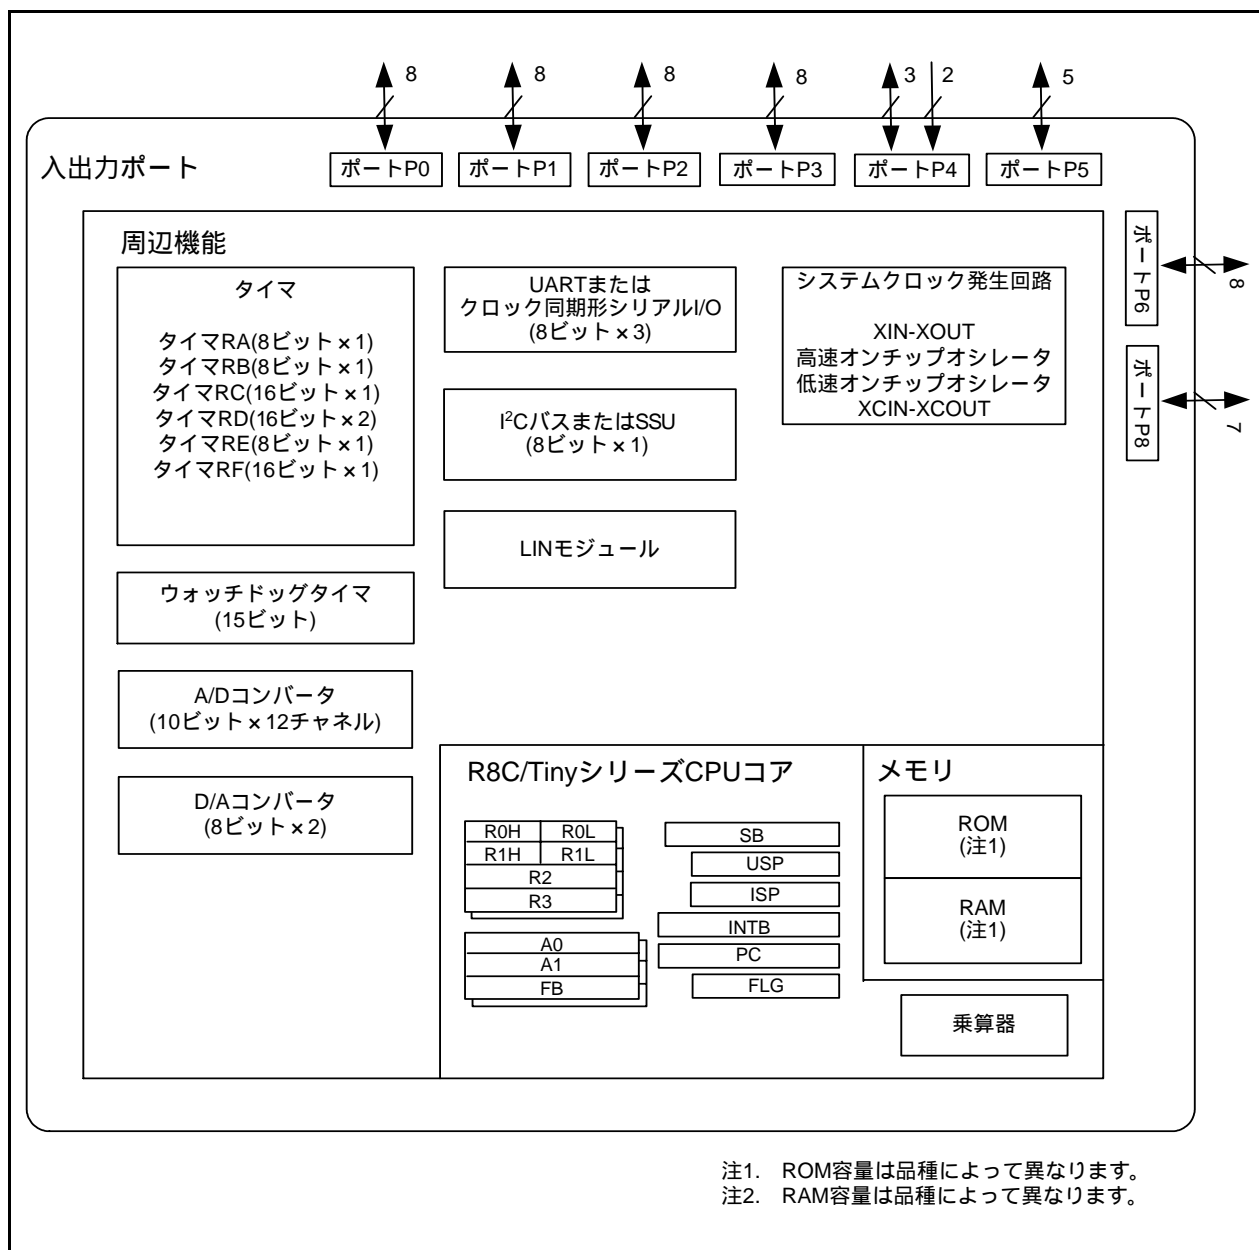 8
8
8
8
3
2
5
入出力ポート
ポートP0
ポートP1
ポートP2
ポートP3
ポートP4
ポートP5
ポートP6
8
ポートP8
7
周辺機能
タイマ
タイマRA(8ビット×1)
タイマRB(8ビット×1)
タイマRC(16ビット×1)
タイマRD(16ビット×2)
タイマRE(8ビット×1)
タイマRF(16ビット×1)
ウォッチドッグタイマ
(15ビット)
A/Dコンバータ
(10ビット×12チャネル)
D/Aコンバータ
(8ビット×2)
UARTまたは
クロック同期形シリアルI/O
(8ビット×3)
I²CバスまたはSSU
(8ビット×1)
LINモジュール
システムクロック発生回路
XIN-XOUT
高速オンチップオシレータ
低速オンチップオシレータ
XCIN-XCOUT
R8C/TinyシリーズCPUコア
R0H R0L
R1H R1L
R2
R3
A0
A1
FB
SB
USP
ISP
INTB
PC
FLG
メモリ
ROM
(注1)
RAM
(注1)
乗算器
注1. ROM容量は品種によって異なります。
注2. RAM容量は品種によって異なります。